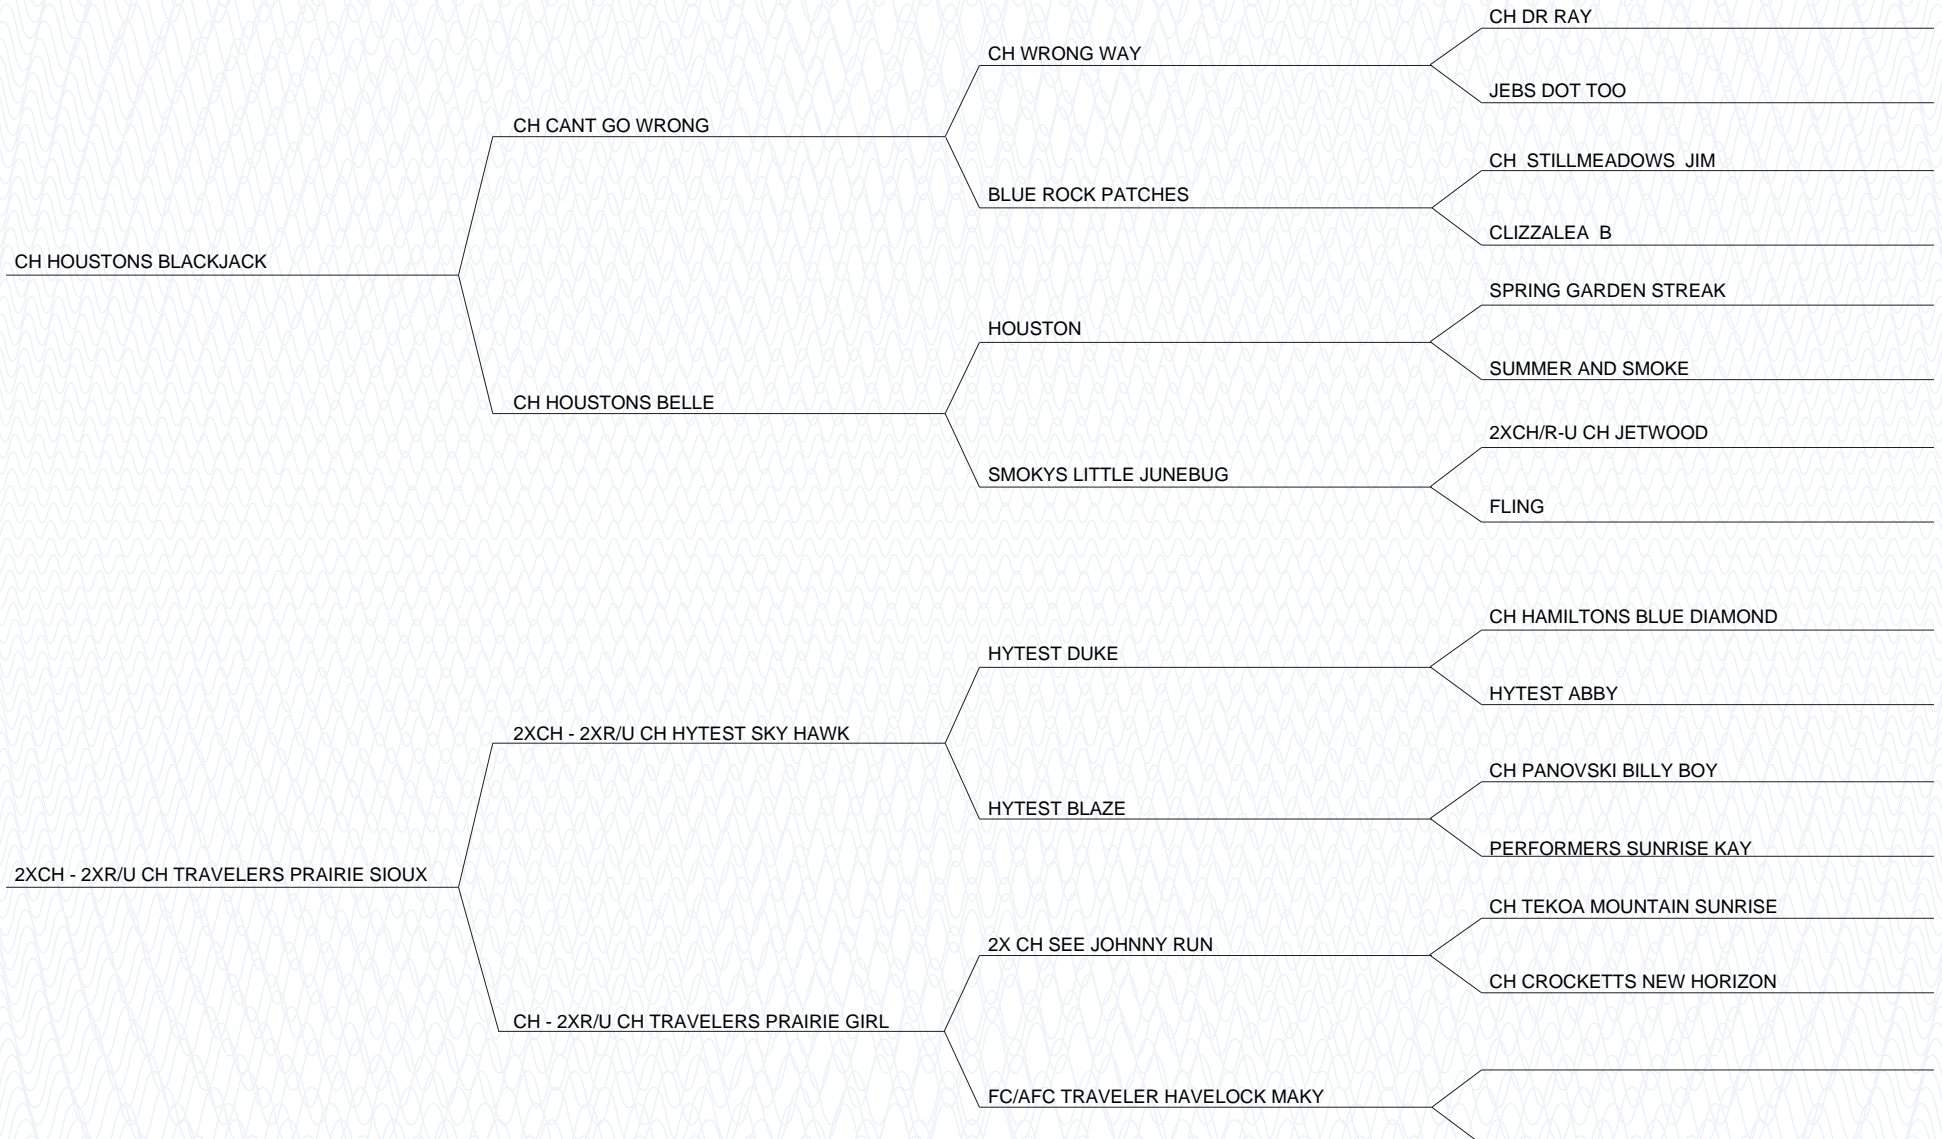 CH DR RAY
CH WRONG WAY
JEBS DOT TOO
CH CANT GO WRONG
CH  STILLMEADOWS  JIM
BLUE ROCK PATCHES
CLIZZALEA  B
CH HOUSTONS BLACKJACK
SPRING GARDEN STREAK
HOUSTON
SUMMER AND SMOKE
CH HOUSTONS BELLE
2XCH/R-U CH JETWOOD
SMOKYS LITTLE JUNEBUG
FLING
CH HAMILTONS BLUE DIAMOND
HYTEST DUKE
HYTEST ABBY
2XCH - 2XR/U CH HYTEST SKY HAWK
CH PANOVSKI BILLY BOY
HYTEST BLAZE
PERFORMERS SUNRISE KAY
2XCH - 2XR/U CH TRAVELERS PRAIRIE SIOUX
CH TEKOA MOUNTAIN SUNRISE
2X CH SEE JOHNNY RUN
CH CROCKETTS NEW HORIZON
CH - 2XR/U CH TRAVELERS PRAIRIE GIRL
FC/AFC TRAVELER HAVELOCK MAKY